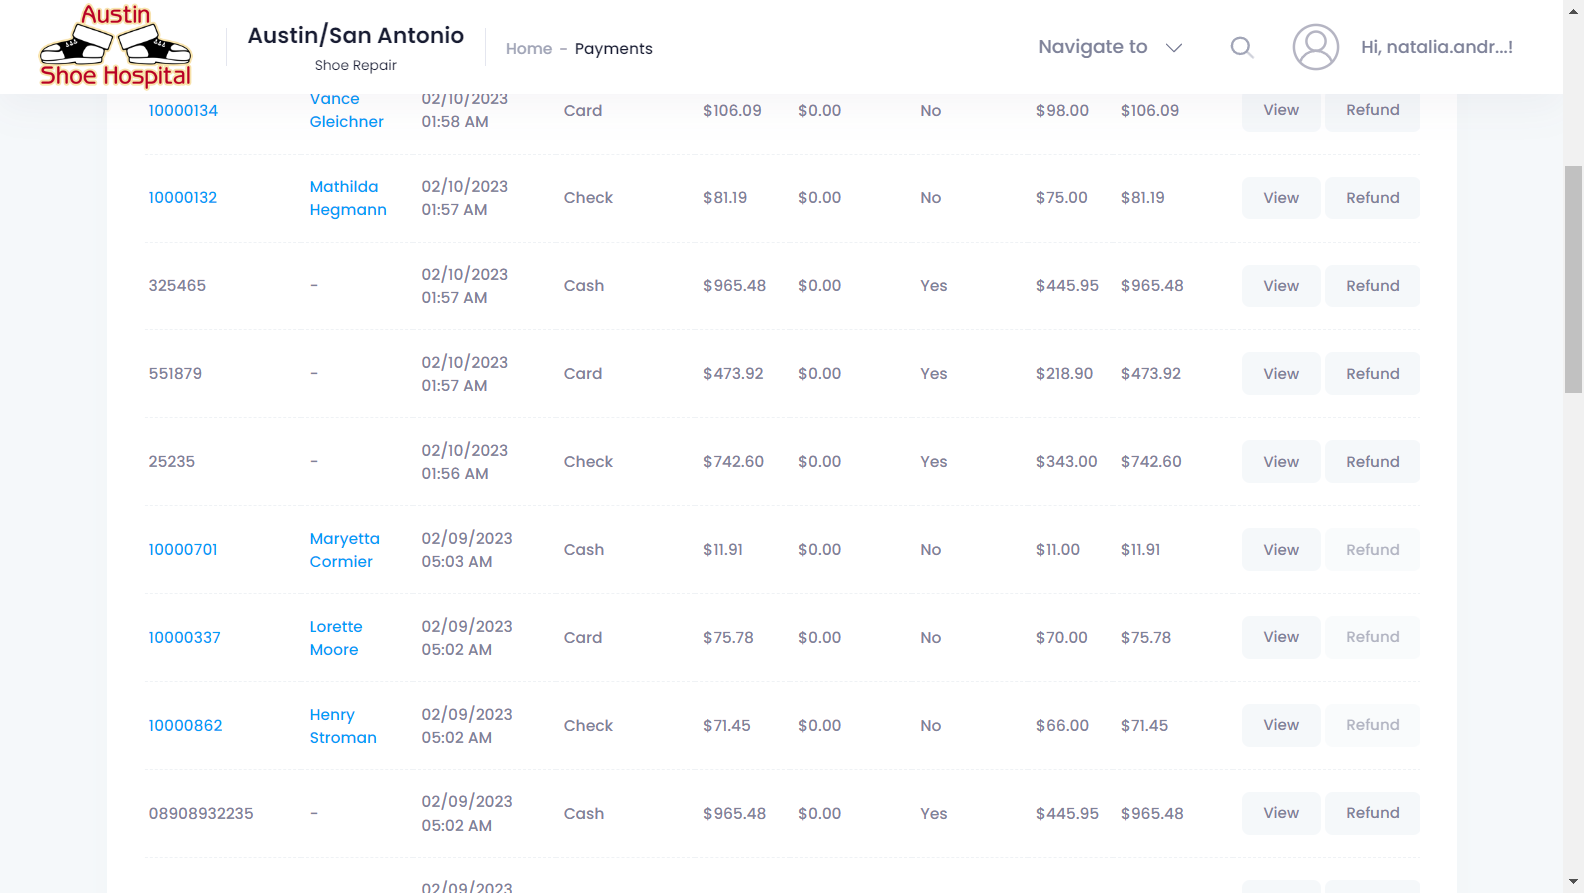 Austin
Shoe Hospital
Austin/San Antonio
Shoe Repair
Home - Payments
Navigate to
Hi, natalia.andr...!
10000134 Vance Gleichner 02/10/2023 01:58 AM Card $106.09 $0.00 No $98.00 $106.09 View Refund
10000132 Mathilda Hegmann 02/10/2023 01:57 AM Check $81.19 $0.00 No $75.00 $81.19 View Refund
325465 - 02/10/2023 01:57 AM Cash $965.48 $0.00 Yes $445.95 $965.48 View Refund
551879 - 02/10/2023 01:57 AM Card $473.92 $0.00 Yes $218.90 $473.92 View Refund
25235 - 02/10/2023 01:56 AM Check $742.60 $0.00 Yes $343.00 $742.60 View Refund
10000701 Maryetta Cormier 02/09/2023 05:03 AM Cash $11.91 $0.00 No $11.00 $11.91 View Refund
10000337 Lorette Moore 02/09/2023 05:02 AM Card $75.78 $0.00 No $70.00 $75.78 View Refund
10000862 Henry Stroman 02/09/2023 05:02 AM Check $71.45 $0.00 No $66.00 $71.45 View Refund
08908932235 - 02/09/2023 05:02 AM Cash $965.48 $0.00 Yes $445.95 $965.48 View Refund
02/09/2023